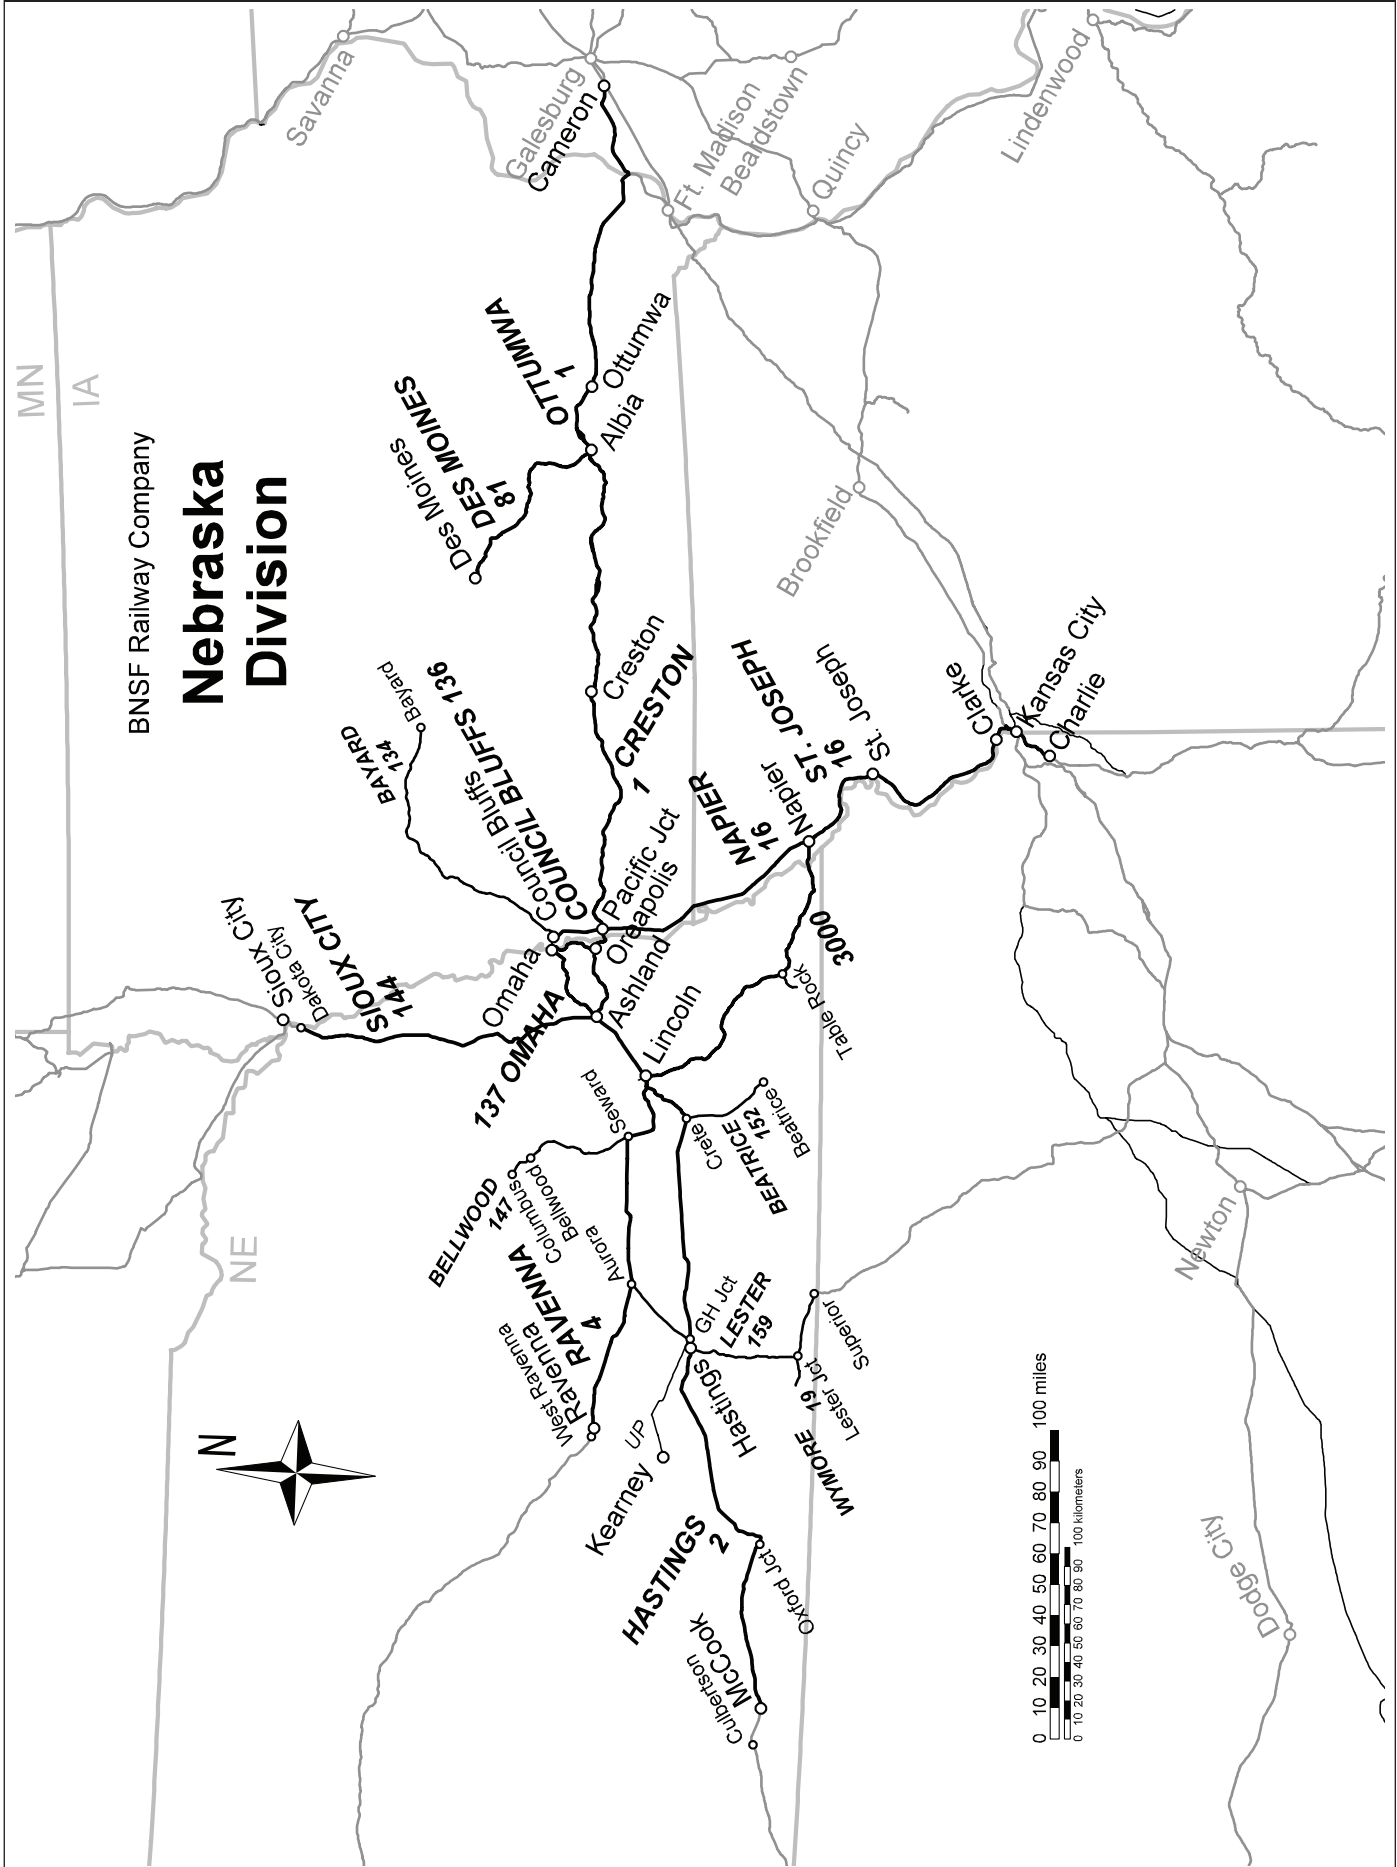 BNSF Railway Company
Nebraska
Division
MN
IA
NE
N
Savanna
Galesburg
Cameron
Ft. Madison
Beardstown
Quincy
Lindenwood
OTTUMWA
1
Ottumwa
Albia
DES MOINES
81
Des Moines
Brookfield
Creston
CRESTON
1
BAYARD
134
Bayard
COUNCIL BLUFFS 136
Council Bluffs
Pacific Jct
Oreapolis
NAPIER
16
Napier
ST. JOSEPH
16
St. Joseph
Clarke
Kansas City
Charlie
Sioux City
Dakota City
SIOUX CITY
144
Omaha
137 OMAHA
Ashland
Lincoln
3000
Table Rock
Seward
Crete
BEATRICE
152
Beatrice
BELLWOOD
147
Columbus
Bellwood
Aurora
RAVENNA
4
Ravenna
West Ravenna
GH Jct
LESTER
159
Hastings
Superior
Lester Jct
WYMORE 19
UP
Kearney
HASTINGS
2
Oxford Jct
McCook
Culbertson
Newton
Dodge City
0 10 20 30 40 50 60 70 80 90 100 miles
0 10 20 30 40 50 60 70 80 90 100 kilometers